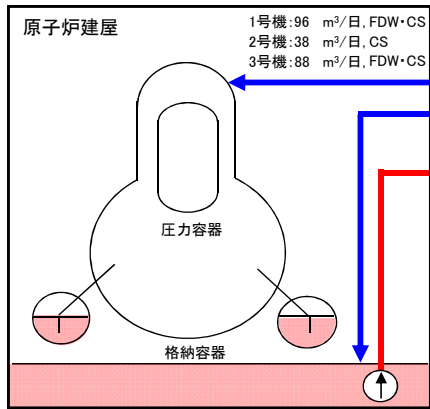 原子炉建屋
1号機:96 m³/日, FDW・CS
2号機:38 m³/日, CS
3号機:88 m³/日, FDW・CS
圧力容器
格納容器